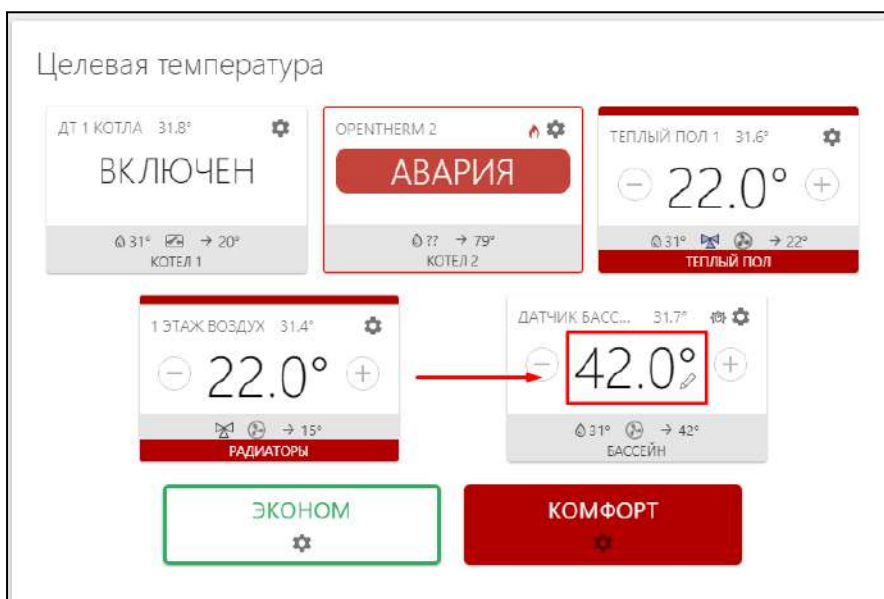 Целевая температура
ДТ 1 КОТЛА 31.8°
ВКЛЮЧЕН
31° → 20°
КОТЕЛ 1
OPENTHERM 2
АВАРИЯ
?? → 79°
КОТЕЛ 2
ТЕПЛЫЙ ПОЛ 1 31.6°
22.0°
31° → 22°
ТЕПЛЫЙ ПОЛ
1 ЭТАЖ ВОЗДУХ 31.4°
22.0°
→ 15°
РАДИАТОРЫ
ДАТЧИК БАСС... 31.7°
42.0°
31° → 42°
БАССЕЙН
ЭКОНОМ
КОМФОРТ